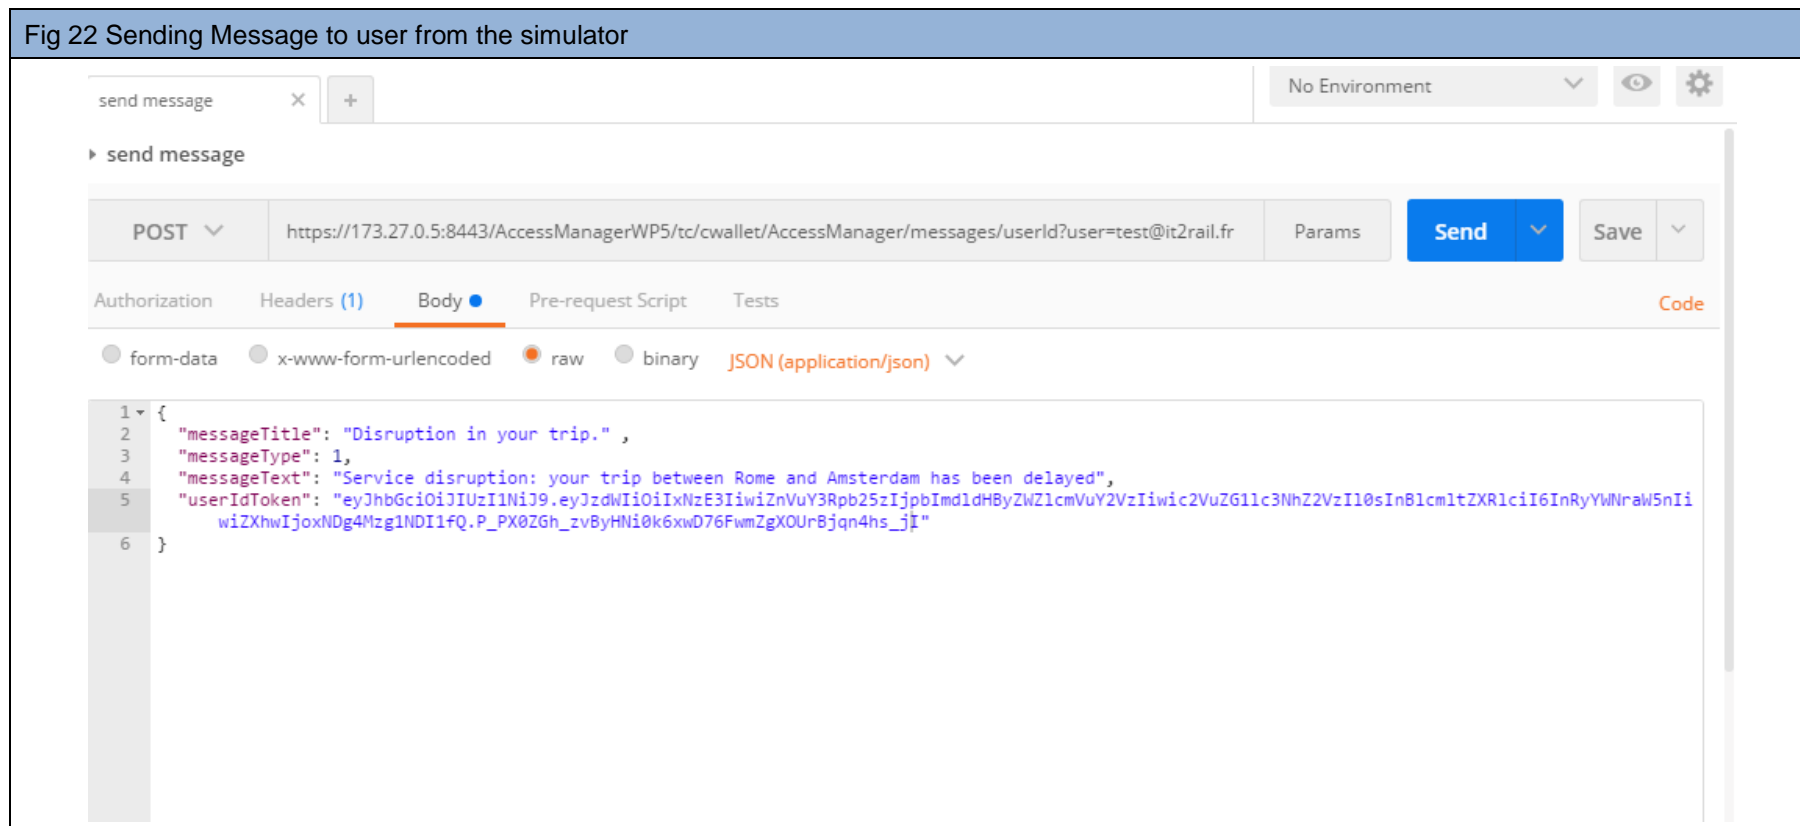 Fig 22 Sending Message to user from the simulator
send message × +
No Environment
send message
POST https://173.27.0.5:8443/AccessManagerWP5/tc/cwallet/AccessManager/messages/userId?user=test@it2rail.fr Params Send Save
Authorization Headers (1) Body Pre-request Script Tests Code
form-data x-www-form-urlencoded raw binary JSON (application/json)
1 {
2 "messageTitle": "Disruption in your trip." ,
3 "messageType": 1,
4 "messageText": "Service disruption: your trip between Rome and Amsterdam has been delayed",
5 "userIdToken": "eyJhbGciOiJIUzI1NiJ9.eyJzdWIiOiIxNzE3IiwiZnVuY3Rpb25zIjpbImdldHByZWZlcmVuY2VzIiwic2VuZG1lc3NhZ2VzIl0sInBlcmltZXRlciI6InRyYWNraW5nIi
wiZXhwIjoxNDg4Mzg1NDI1fQ.P_PX0ZGh_zvByHNi0k6xwD76FwmZgXOUrBjqn4hs_jI"
6 }